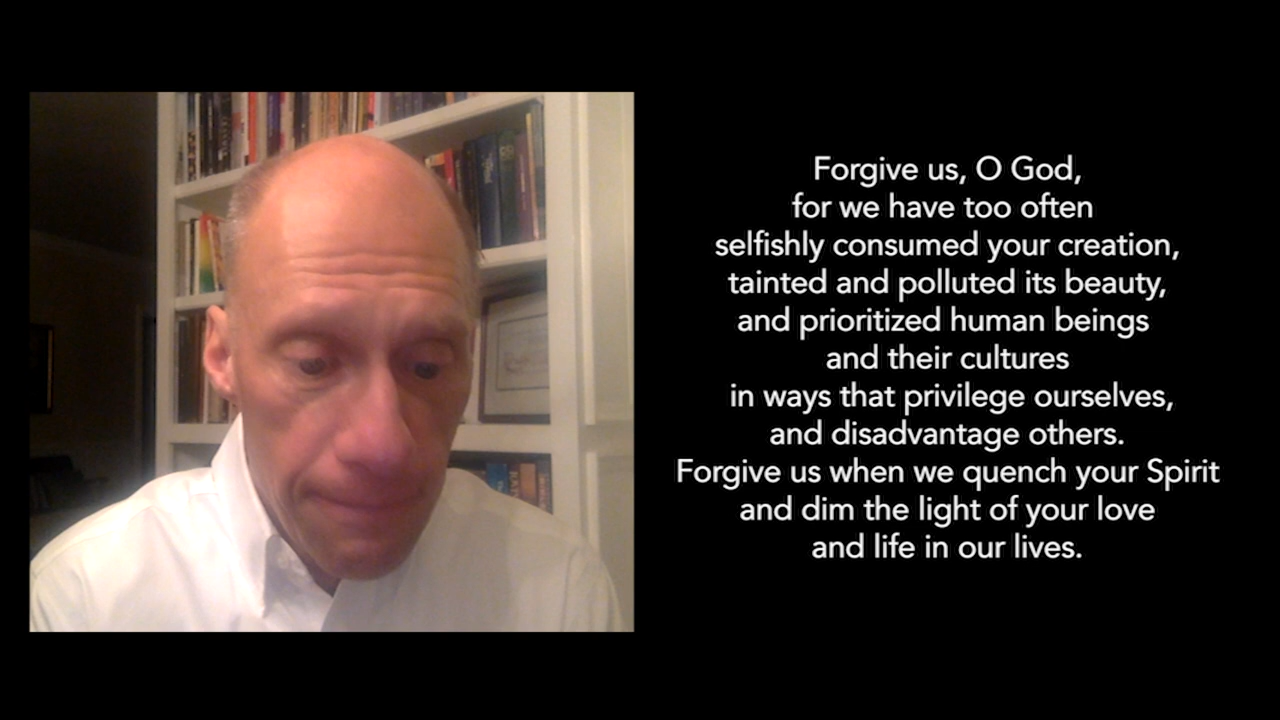 Forgive us, O God,
for we have too often
selfishly consumed your creation,
tainted and polluted its beauty,
and prioritized human beings
and their cultures
in ways that privilege ourselves,
and disadvantage others.
Forgive us when we quench your Spirit
and dim the light of your love
and life in our lives.